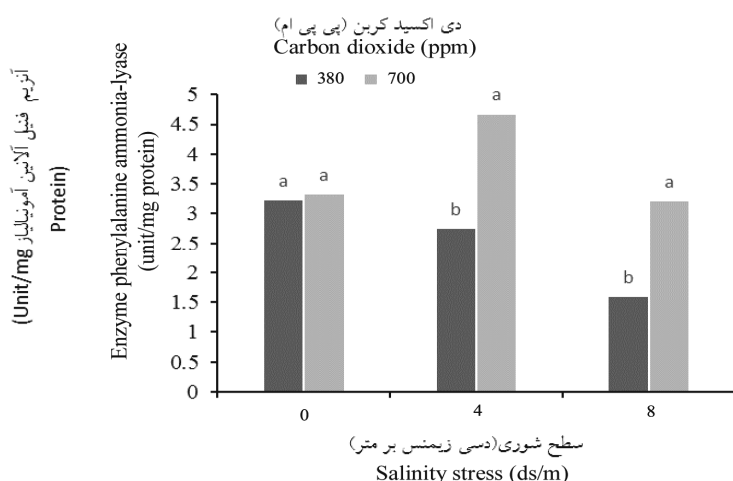 دی اکسید کربن (پی پی ام)
Carbon dioxide (ppm)
380 700
آنزیم فنیل آلانین آمونیالیاز Unit/mg)
Protein)
Enzyme phenylalanine ammonia-lyase
(unit/mg protein)
5
4.5
4
3.5
3
2.5
2
1.5
1
0.5
0
a a
b a
b a
0 4 8
سطح شوری(دسی زیمنس بر متر)
Salinity stress (ds/m)